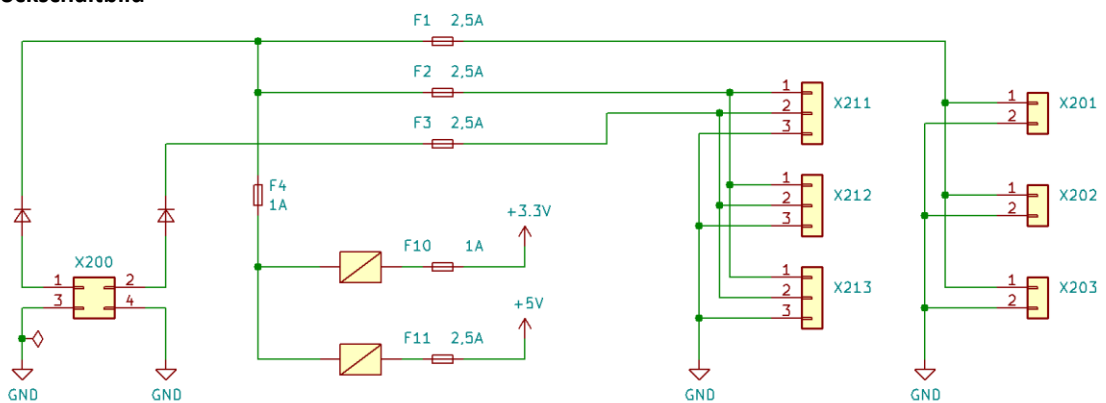 F1 2,5A
F2 2,5A
F3 2,5A
1 X211
2
3
1 X201
2
F4
1A
1 X212
2
3
1 X202
2
+3.3V
F10 1A
X200
1 2
3 4
1 X213
2
3
1 X203
2
+5V
F11 2,5A
GND GND GND GND